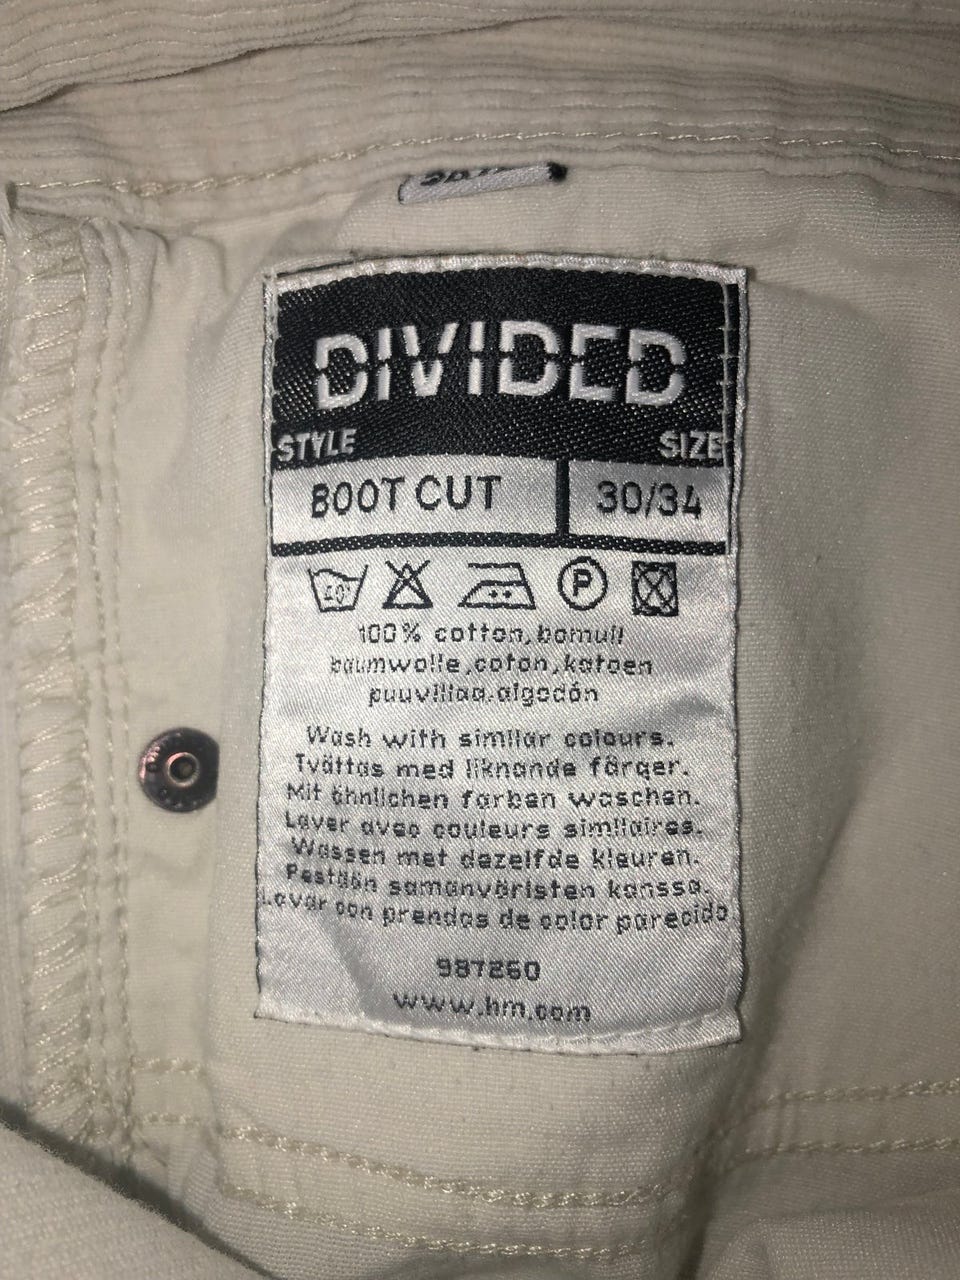 DIVIDED
STYLE SIZE
BOOT CUT 30/34
40° P
100% cotton, bomull
baumwolle, coton, katoen
puuvillaa, algodón
Wash with similar colours.
Tvättas med liknande färger.
Mit ähnlichen farben waschen.
Laver avec couleurs similaires.
Wassen met dezelfde kleuren.
Pestään samanväristen kanssa.
Lavar con prendas de color parecido
987260
www.hm.com